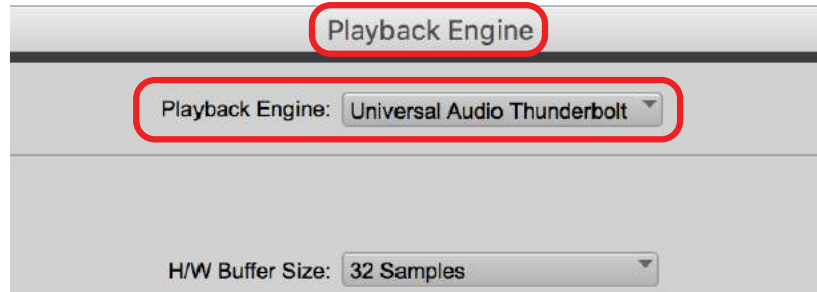 Playback Engine
Playback Engine: Universal Audio Thunderbolt
H/W Buffer Size: 32 Samples